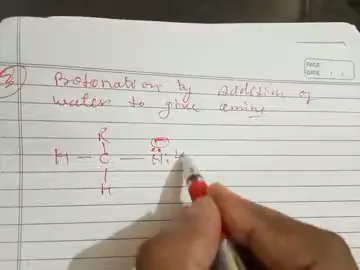 PAGE
DATE
Protonation by Addition of
water to give amine
R
H — C — N:
H